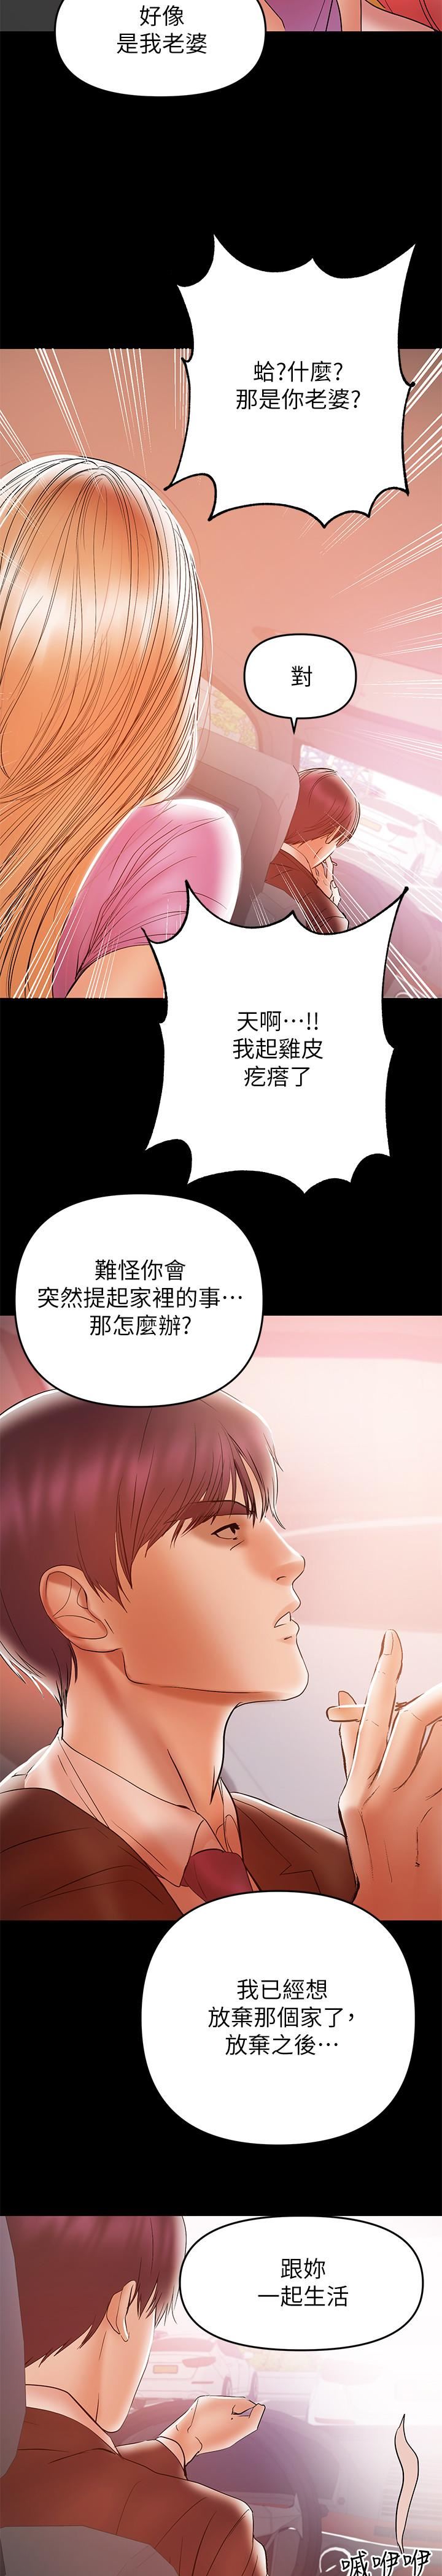 好像
是我老婆
蛤?什麼?
那是你老婆?
對
天啊…!!
我起雞皮
疙瘩了
難怪你會
突然提起家裡的事…
那怎麼辦?
我已經想
放棄那個家了,
放棄之後…
跟妳
一起生活
嘁咿咿